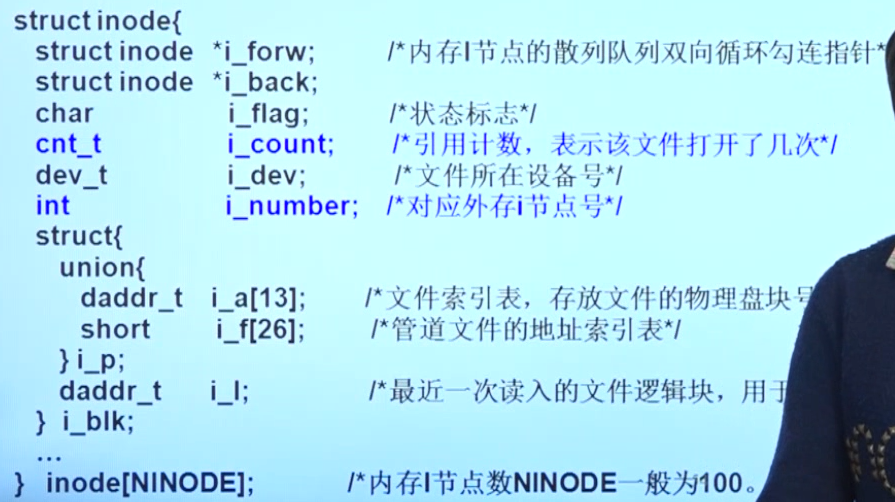 struct inode{
struct inode *i_forw; /*内存I节点的散列队列双向循环勾连指针*
struct inode *i_back;
char i_flag; /*状态标志*/
cnt_t i_count; /*引用计数，表示该文件打开了几次*/
dev_t i_dev; /*文件所在设备号*/
int i_number; /*对应外存i节点号*/
struct{
union{
daddr_t i_a[13]; /*文件索引表，存放文件的物理盘块号
short i_f[26]; /*管道文件的地址索引表*/
} i_p;
daddr_t i_l; /*最近一次读入的文件逻辑块，用于
} i_blk;
...
} inode[NINODE]; /*内存I节点数NINODE一般为100。